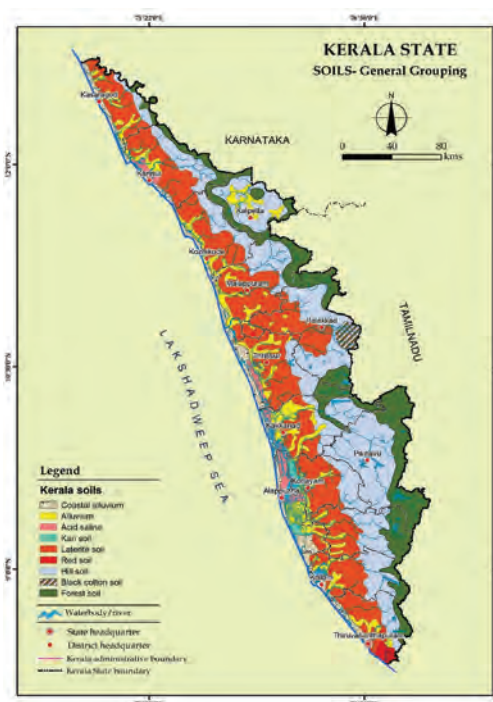 KERALA STATE
SOILS- General Grouping
N
0 40 80
kms
KARNATAKA
Kasaragod
Kannur
Kalpetta
Kozhikode
Malappuram
Palakkad
TAMILNADU
Thrissur
LAKSHADWEEP SEA
Kakkanad
Painavu
Kottayam
Alappuzha
Kollam
Thiruvananthapuram
Legend
Kerala soils
Coastal alluvium
Alluvium
Acid saline
Kari soil
Laterite soil
Red soil
Hill soil
Black cotton soil
Forest soil
Waterbody/river
State headquarter
District headquarter
Kerala-administrative boundary
Kerala State boundary